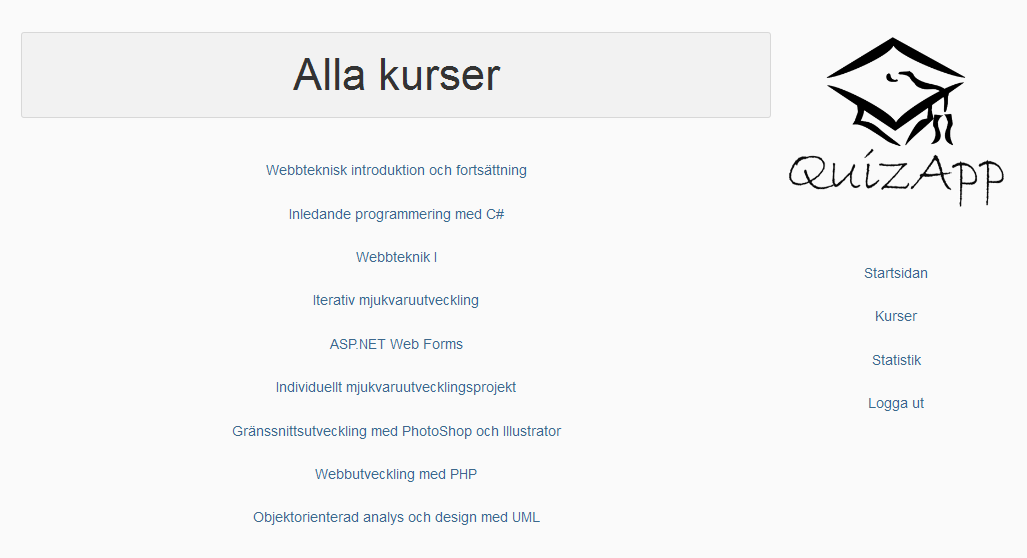 Alla kurser
Webbteknisk introduktion och fortsättning
Inledande programmering med C#
Webbteknik I
Iterativ mjukvaruutveckling
ASP.NET Web Forms
Individuellt mjukvaruutvecklingsprojekt
Gränssnittsutveckling med PhotoShop och Illustrator
Webbutveckling med PHP
Objektorienterad analys och design med UML
QuizApp
Startsidan
Kurser
Statistik
Logga ut